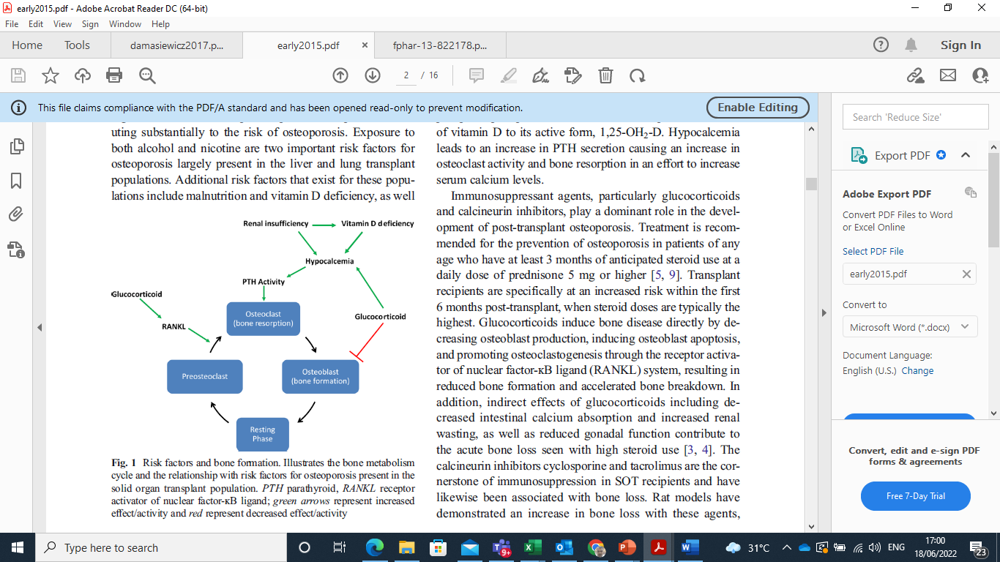 early2015.pdf - Adobe Acrobat Reader DC (64-bit)
File Edit View Sign Window Help
Home Tools damasiewicz2017.p... early2015.pdf × fphar-13-822178.p... Sign In
2 / 16
This file claims compliance with the PDF/A standard and has been opened read-only to prevent modification. Enable Editing
uting substantially to the risk of osteoporosis. Exposure to
both alcohol and nicotine are two important risk factors for
osteoporosis largely present in the liver and lung transplant
populations. Additional risk factors that exist for these popu-
lations include malnutrition and vitamin D deficiency, as well
Renal insufficiency Vitamin D deficiency
Hypocalcemia
PTH Activity
Glucocorticoid
Osteoclast
(bone resorption)
Glucocorticoid
RANKL
Preosteoclast
Osteoblast
(bone formation)
Resting
Phase
Fig. 1 Risk factors and bone formation. Illustrates the bone metabolism
cycle and the relationship with risk factors for osteoporosis present in the
solid organ transplant population. PTH parathyroid, RANKL receptor
activator of nuclear factor-κB ligand; green arrows represent increased
effect/activity and red represent decreased effect/activity
of vitamin D to its active form, 1,25-OH₂-D. Hypocalcemia
leads to an increase in PTH secretion causing an increase in
osteoclast activity and bone resorption in an effort to increase
serum calcium levels.
Immunosuppressant agents, particularly glucocorticoids
and calcineurin inhibitors, play a dominant role in the devel-
opment of post-transplant osteoporosis. Treatment is recom-
mended for the prevention of osteoporosis in patients of any
age who have at least 3 months of anticipated steroid use at a
daily dose of prednisone 5 mg or higher [5, 9]. Transplant
recipients are specifically at an increased risk within the first
6 months post-transplant, when steroid doses are typically the
highest. Glucocorticoids induce bone disease directly by de-
creasing osteoblast production, inducing osteoblast apoptosis,
and promoting osteoclastogenesis through the receptor activa-
tor of nuclear factor-κB ligand (RANKL) system, resulting in
reduced bone formation and accelerated bone breakdown. In
addition, indirect effects of glucocorticoids including de-
creased intestinal calcium absorption and increased renal
wasting, as well as reduced gonadal function contribute to
the acute bone loss seen with high steroid use [3, 4]. The
calcineurin inhibitors cyclosporine and tacrolimus are the cor-
nerstone of immunosuppression in SOT recipients and have
likewise been associated with bone loss. Rat models have
demonstrated an increase in bone loss with these agents,
Search 'Reduce Size'
Export PDF
Adobe Export PDF
Convert PDF Files to Word
or Excel Online
Select PDF File
early2015.pdf
Convert to
Microsoft Word (*.docx)
Document Language:
English (U.S.) Change
Convert, edit and e-sign PDF
forms & agreements
Free 7-Day Trial
Type here to search
9+
31°C
ENG
17:00
18/06/2022
23